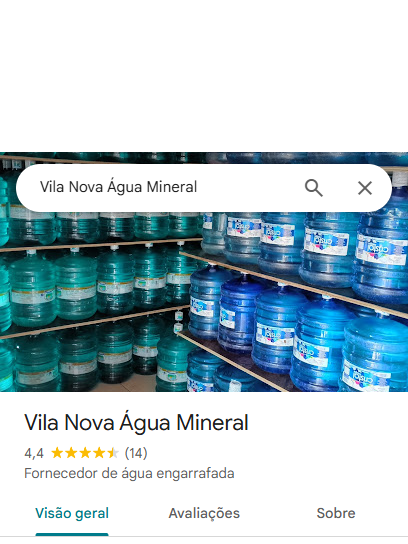 Vila Nova Água Mineral
Vila Nova Água Mineral
4,4 (14)
Fornecedor de água engarrafada
Visão geral
Avaliações
Sobre